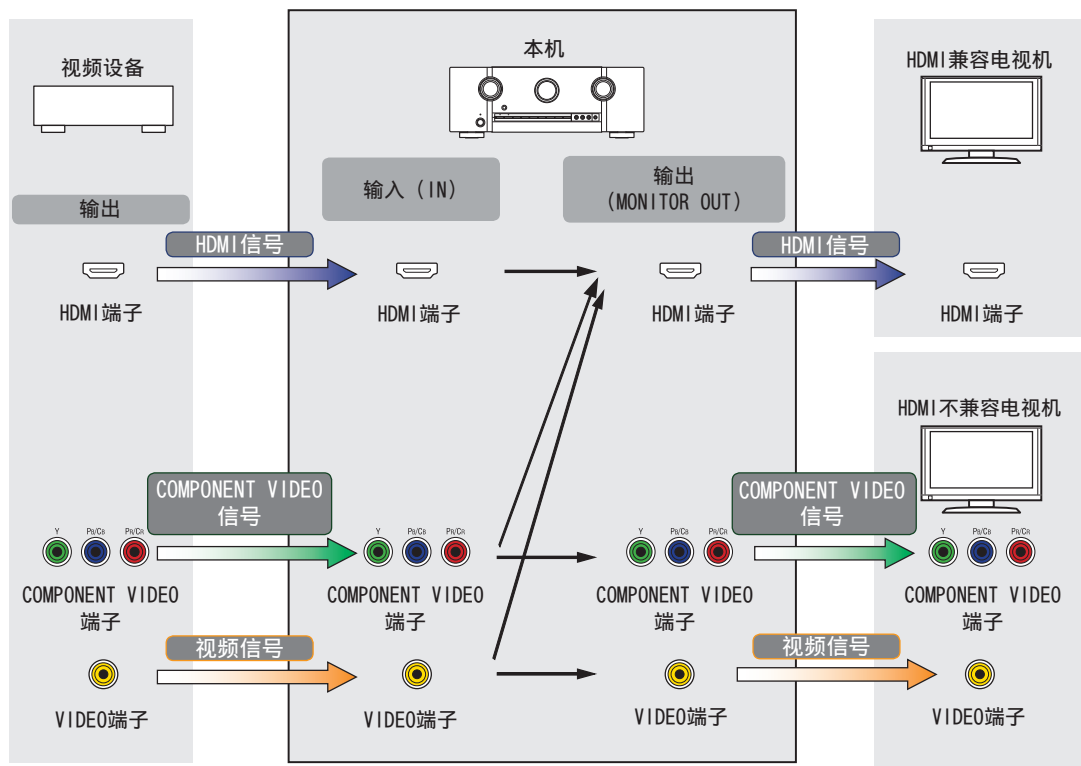 视频设备
输出
本机
输入（IN）
输出
（MONITOR OUT）
HDMI兼容电视机
HDMI信号
HDMI信号
HDMI端子
HDMI端子
HDMI端子
HDMI端子
HDMI不兼容电视机
COMPONENT VIDEO
信号
COMPONENT VIDEO
信号
Y PB/CB PR/CR
Y PB/CB PR/CR
Y PB/CB PR/CR
Y PB/CB PR/CR
COMPONENT VIDEO
端子
COMPONENT VIDEO
端子
COMPONENT VIDEO
端子
COMPONENT VIDEO
端子
视频信号
视频信号
VIDEO端子
VIDEO端子
VIDEO端子
VIDEO端子